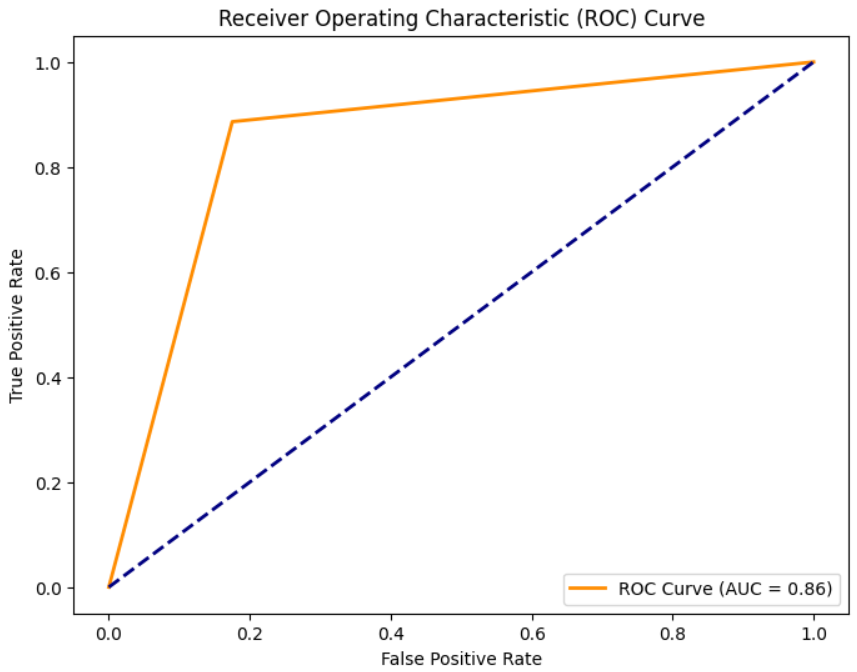 Receiver Operating Characteristic (ROC) Curve
1.0
0.8
0.6
0.4
0.2
0.0
True Positive Rate
ROC Curve (AUC = 0.86)
0.0 0.2 0.4 0.6 0.8 1.0
False Positive Rate